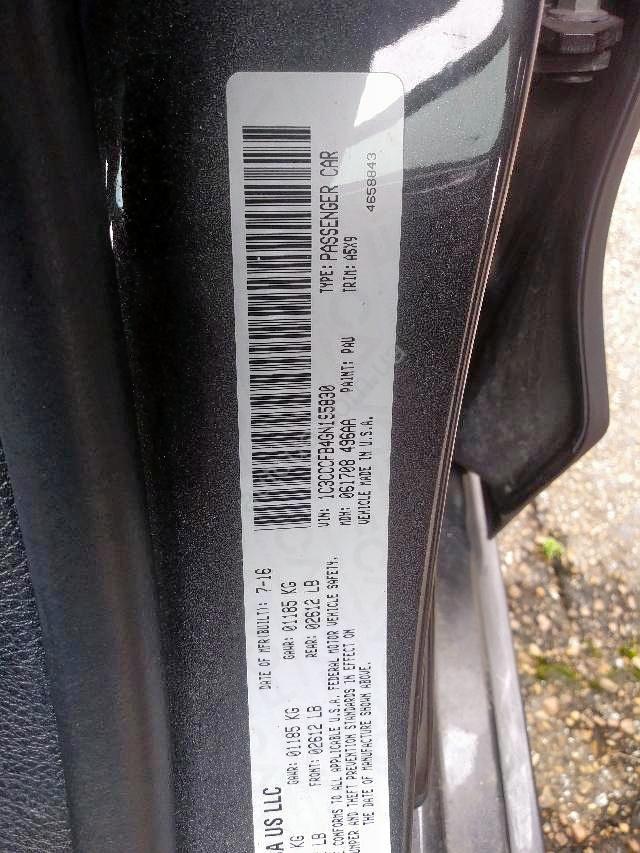 A US LLC
DATE OF MFR(BUILT): 7-16
KG GAWR: 01185 KG GAWR: 01185 KG
LB FRONT: 02612 LB REAR: 02612 LB
CONFORMS TO ALL APPLICABLE U.S.A. FEDERAL MOTOR VEHICLE SAFETY,
AND THEFT PREVENTION STANDARDS IN EFFECT ON
THE DATE OF MANUFACTURE SHOWN ABOVE.
VIN: 1C3CCCFB4GN195830 TYPE: PASSENGER CAR
MDH: 061708 496AA PAINT: PAU TRIM: A5X9
VEHICLE MADE IN U.S.A. 4658843